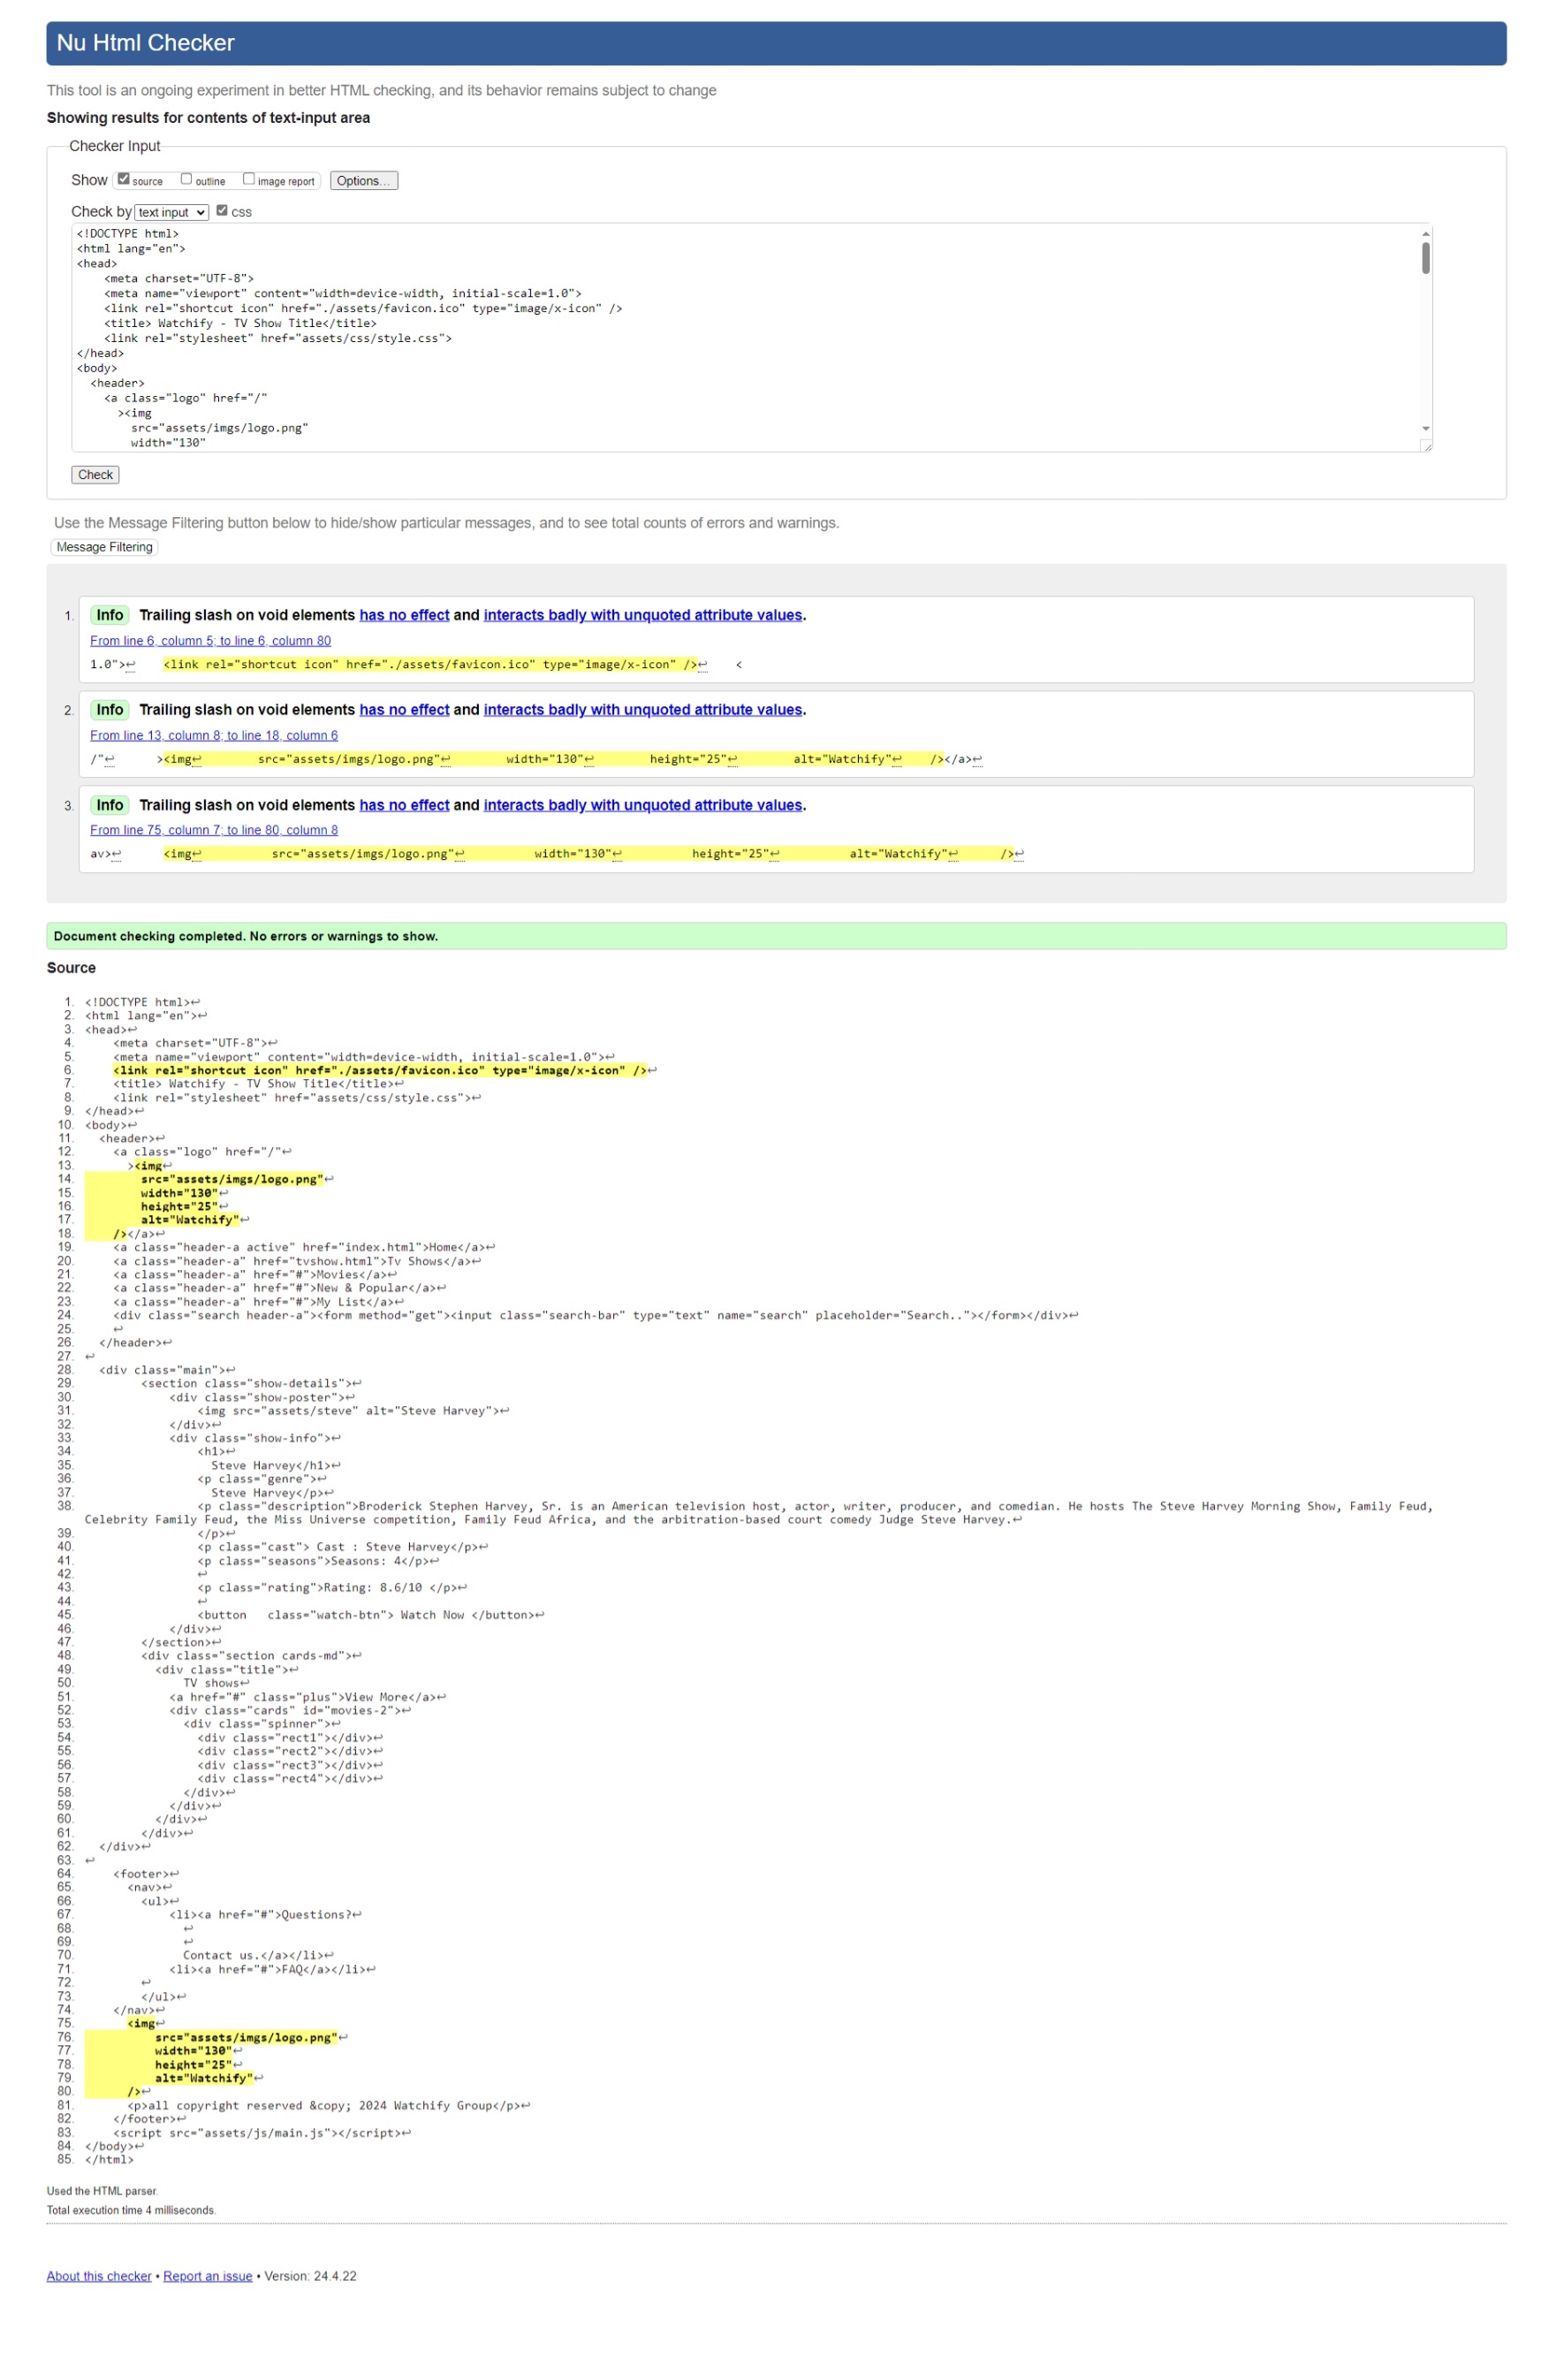 Nu Html Checker
This tool is an ongoing experiment in better HTML checking, and its behavior remains subject to change
Showing results for contents of text-input area
Checker Input
Show source outline image report Options...
Check by text input css
<!DOCTYPE html>
<html lang="en">
<head>
    <meta charset="UTF-8">
    <meta name="viewport" content="width=device-width, initial-scale=1.0">
    <link rel="shortcut icon" href="./assets/favicon.ico" type="image/x-icon" />
    <title> Watchify - TV Show Title</title>
    <link rel="stylesheet" href="assets/css/style.css">
</head>
<body>
  <header>
    <a class="logo" href="/"
      ><img
        src="assets/imgs/logo.png"
        width="130"
Check
Use the Message Filtering button below to hide/show particular messages, and to see total counts of errors and warnings.
Message Filtering
1. Info Trailing slash on void elements has no effect and interacts badly with unquoted attribute values.
From line 6, column 5; to line 6, column 80
1.0">↩    <link rel="shortcut icon" href="./assets/favicon.ico" type="image/x-icon" />↩    <
2. Info Trailing slash on void elements has no effect and interacts badly with unquoted attribute values.
From line 13, column 8; to line 18, column 6
/"↩      ><img↩        src="assets/imgs/logo.png"↩        width="130"↩        height="25"↩        alt="Watchify"↩    /></a>↩
3. Info Trailing slash on void elements has no effect and interacts badly with unquoted attribute values.
From line 75, column 7; to line 80, column 8
av>↩      <img↩          src="assets/imgs/logo.png"↩          width="130"↩          height="25"↩          alt="Watchify"↩      />↩
Document checking completed. No errors or warnings to show.
Source
1. <!DOCTYPE html>↩
2. <html lang="en">↩
3. <head>↩
4.     <meta charset="UTF-8">↩
5.     <meta name="viewport" content="width=device-width, initial-scale=1.0">↩
6.     <link rel="shortcut icon" href="./assets/favicon.ico" type="image/x-icon" />↩
7.     <title> Watchify - TV Show Title</title>↩
8.     <link rel="stylesheet" href="assets/css/style.css">↩
9. </head>↩
10. <body>↩
11.   <header>↩
12.     <a class="logo" href="/"↩
13.       ><img↩
14.         src="assets/imgs/logo.png"↩
15.         width="130"↩
16.         height="25"↩
17.         alt="Watchify"↩
18.     /></a>↩
19.     <a class="header-a active" href="index.html">Home</a>↩
20.     <a class="header-a" href="tvshow.html">Tv Shows</a>↩
21.     <a class="header-a" href="#">Movies</a>↩
22.     <a class="header-a" href="#">New & Popular</a>↩
23.     <a class="header-a" href="#">My List</a>↩
24.     <div class="search header-a"><form method="get"><input class="search-bar" type="text" name="search" placeholder="Search.."></form></div>↩
25.     ↩
26.   </header>↩
27. ↩
28.   <div class="main">↩
29.         <section class="show-details">↩
30.             <div class="show-poster">↩
31.                 <img src="assets/steve" alt="Steve Harvey">↩
32.             </div>↩
33.             <div class="show-info">↩
34.                 <h1>↩
35.                   Steve Harvey</h1>↩
36.                 <p class="genre">↩
37.                   Steve Harvey</p>↩
38.                 <p class="description">Broderick Stephen Harvey, Sr. is an American television host, actor, writer, producer, and comedian. He hosts The Steve Harvey Morning Show, Family Feud,
Celebrity Family Feud, the Miss Universe competition, Family Feud Africa, and the arbitration-based court comedy Judge Steve Harvey.↩
39.                 </p>↩
40.                 <p class="cast"> Cast : Steve Harvey</p>↩
41.                 <p class="seasons">Seasons: 4</p>↩
42.                 ↩
43.                 <p class="rating">Rating: 8.6/10 </p>↩
44.                 ↩
45.                 <button   class="watch-btn"> Watch Now </button>↩
46.             </div>↩
47.         </section>↩
48.         <div class="section cards-md">↩
49.           <div class="title">↩
50.               TV shows↩
51.             <a href="#" class="plus">View More</a>↩
52.             <div class="cards" id="movies-2">↩
53.               <div class="spinner">↩
54.                 <div class="rect1"></div>↩
55.                 <div class="rect2"></div>↩
56.                 <div class="rect3"></div>↩
57.                 <div class="rect4"></div>↩
58.               </div>↩
59.             </div>↩
60.           </div>↩
61.         </div>↩
62.   </div>↩
63. ↩
64.     <footer>↩
65.       <nav>↩
66.         <ul>↩
67.             <li><a href="#">Questions?↩
68.               ↩
69.               ↩
70.               Contact us.</a></li>↩
71.             <li><a href="#">FAQ</a></li>↩
72.         ↩
73.         </ul>↩
74.     </nav>↩
75.       <img↩
76.           src="assets/imgs/logo.png"↩
77.           width="130"↩
78.           height="25"↩
79.           alt="Watchify"↩
80.       />↩
81.       <p>all copyright reserved &copy; 2024 Watchify Group</p>↩
82.     </footer>↩
83.     <script src="assets/js/main.js"></script>↩
84. </body>↩
85. </html>
Used the HTML parser.
Total execution time 4 milliseconds.
About this checker • Report an issue • Version: 24.4.22